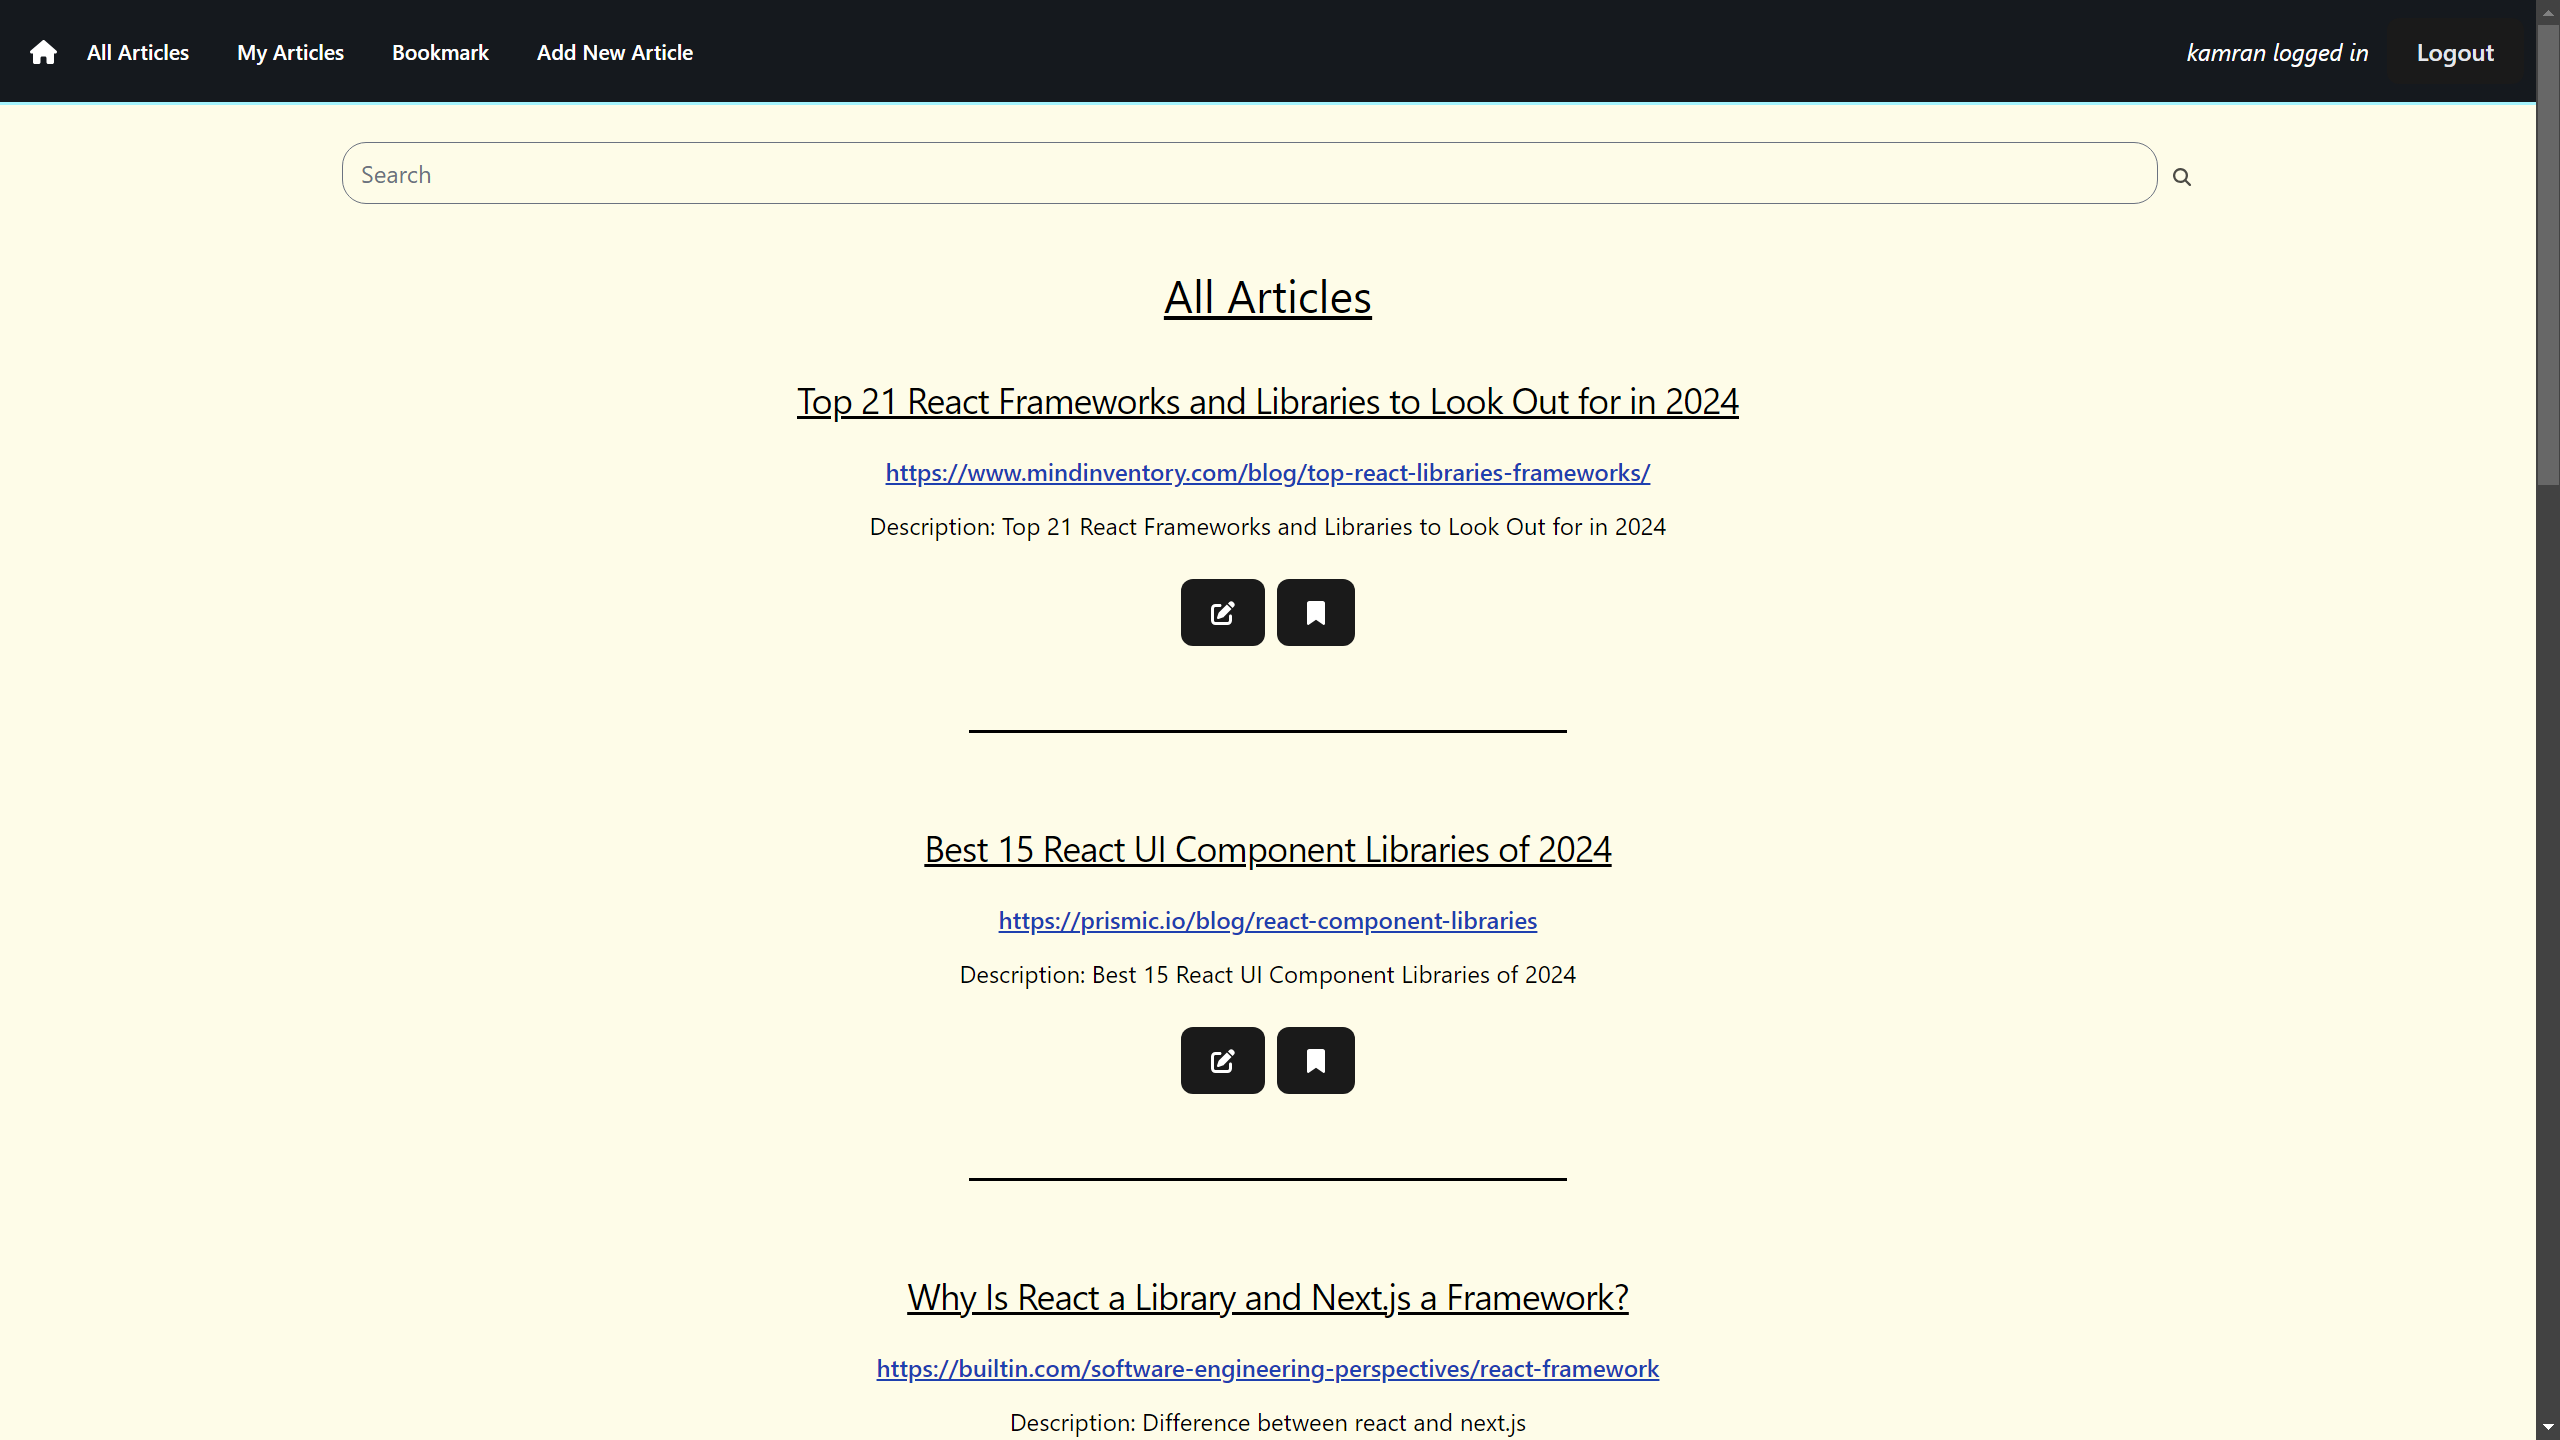 All Articles My Articles Bookmark Add New Article kamran logged in Logout
Search
All Articles
Top 21 React Frameworks and Libraries to Look Out for in 2024
https://www.mindinventory.com/blog/top-react-libraries-frameworks/
Description: Top 21 React Frameworks and Libraries to Look Out for in 2024
Best 15 React UI Component Libraries of 2024
https://prismic.io/blog/react-component-libraries
Description: Best 15 React UI Component Libraries of 2024
Why Is React a Library and Next.js a Framework?
https://builtin.com/software-engineering-perspectives/react-framework
Description: Difference between react and next.js